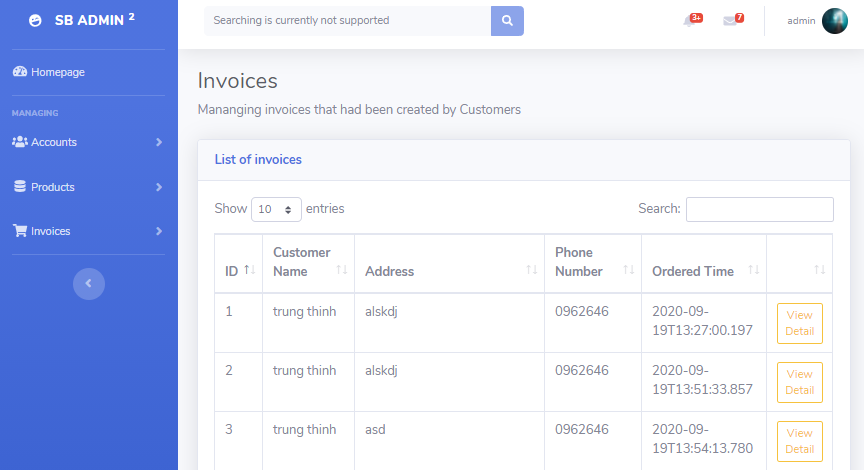 SB ADMIN 2
Searching is currently not supported
3+
7
admin
Homepage
MANAGING
Accounts
Products
Invoices
Invoices
Mananging invoices that had been created by Customers
List of invoices
Show 10 entries
Search:
ID Customer Name Address Phone Number Ordered Time
1 trung thinh alskdj 0962646 2020-09-19T13:27:00.197 View Detail
2 trung thinh alskdj 0962646 2020-09-19T13:51:33.857 View Detail
3 trung thinh asd 0962646 2020-09-19T13:54:13.780 View Detail